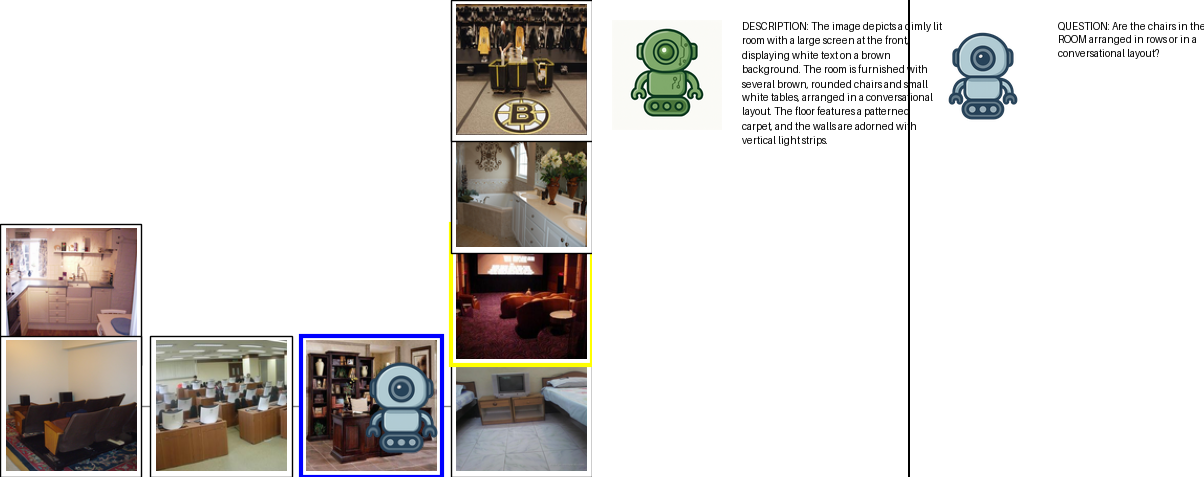 DESCRIPTION: The image depicts a dimly lit
room with a large screen at the front,
displaying white text on a brown
background. The room is furnished with
several brown, rounded chairs and small
white tables, arranged in a conversational
layout. The floor features a patterned
carpet, and the walls are adorned with
vertical light strips.
QUESTION: Are the chairs in the
ROOM arranged in rows or in a
conversational layout?
B